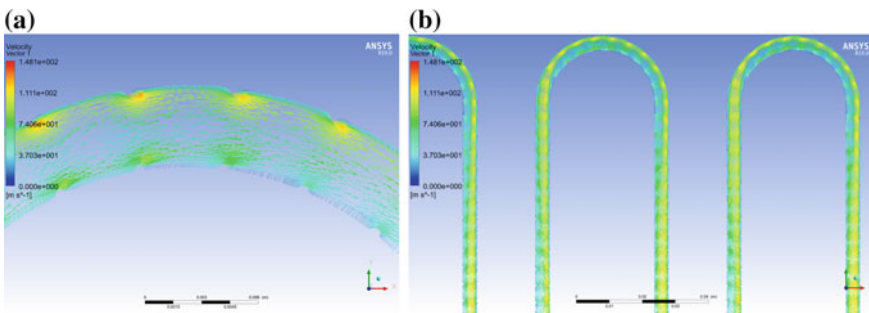 (a)
Velocity
Vector 1
ANSYS
1.481e+002
1.111e+002
7.406e+001
3.703e+001
0.000e+000
[m s^-1]
0
(m)
(b)
Velocity
Vector 1
ANSYS
1.481e+002
1.111e+002
7.406e+001
3.703e+001
0.000e+000
[m s^-1]
0
(m)